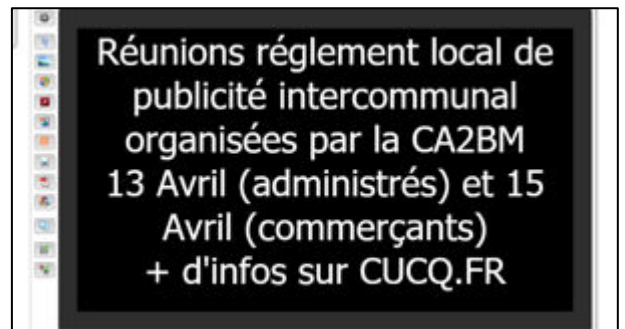 Réunions réglement local de
publicité intercommunal
organisées par la CA2BM
13 Avril (administrés) et 15
Avril (commerçants)
+ d'infos sur CUCQ.FR